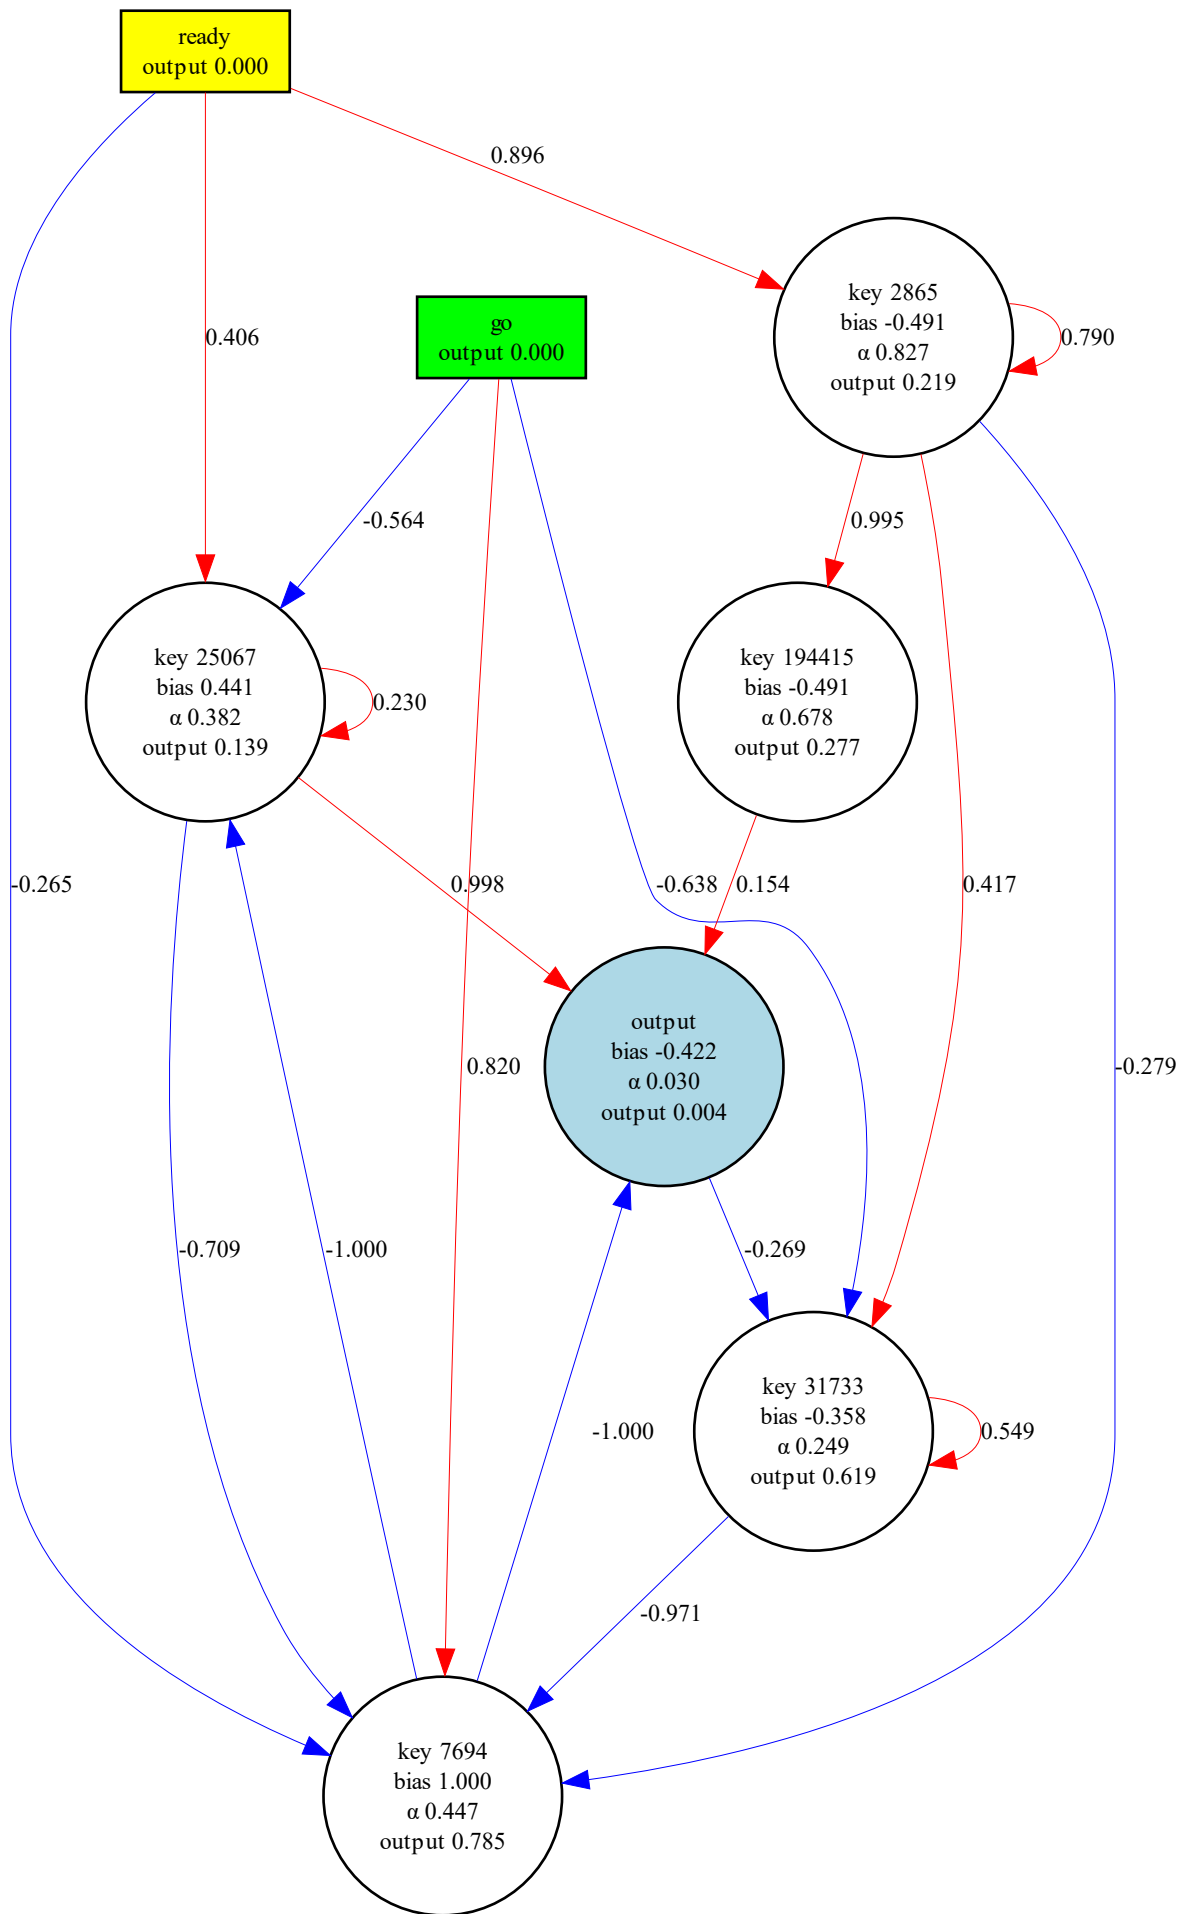 ready
output 0.000
0.896
key 2865
bias -0.491
α 0.827
output 0.219
0.790
go
output 0.000
0.406
-0.564
0.995
key 25067
bias 0.441
α 0.382
output 0.139
0.230
key 194415
bias -0.491
α 0.678
output 0.277
-0.265
0.998
-0.638
0.154
0.417
output
bias -0.422
α 0.030
output 0.004
0.820
-0.279
-0.709
-1.000
-0.269
key 31733
bias -0.358
α 0.249
output 0.619
-1.000
0.549
-0.971
key 7694
bias 1.000
α 0.447
output 0.785